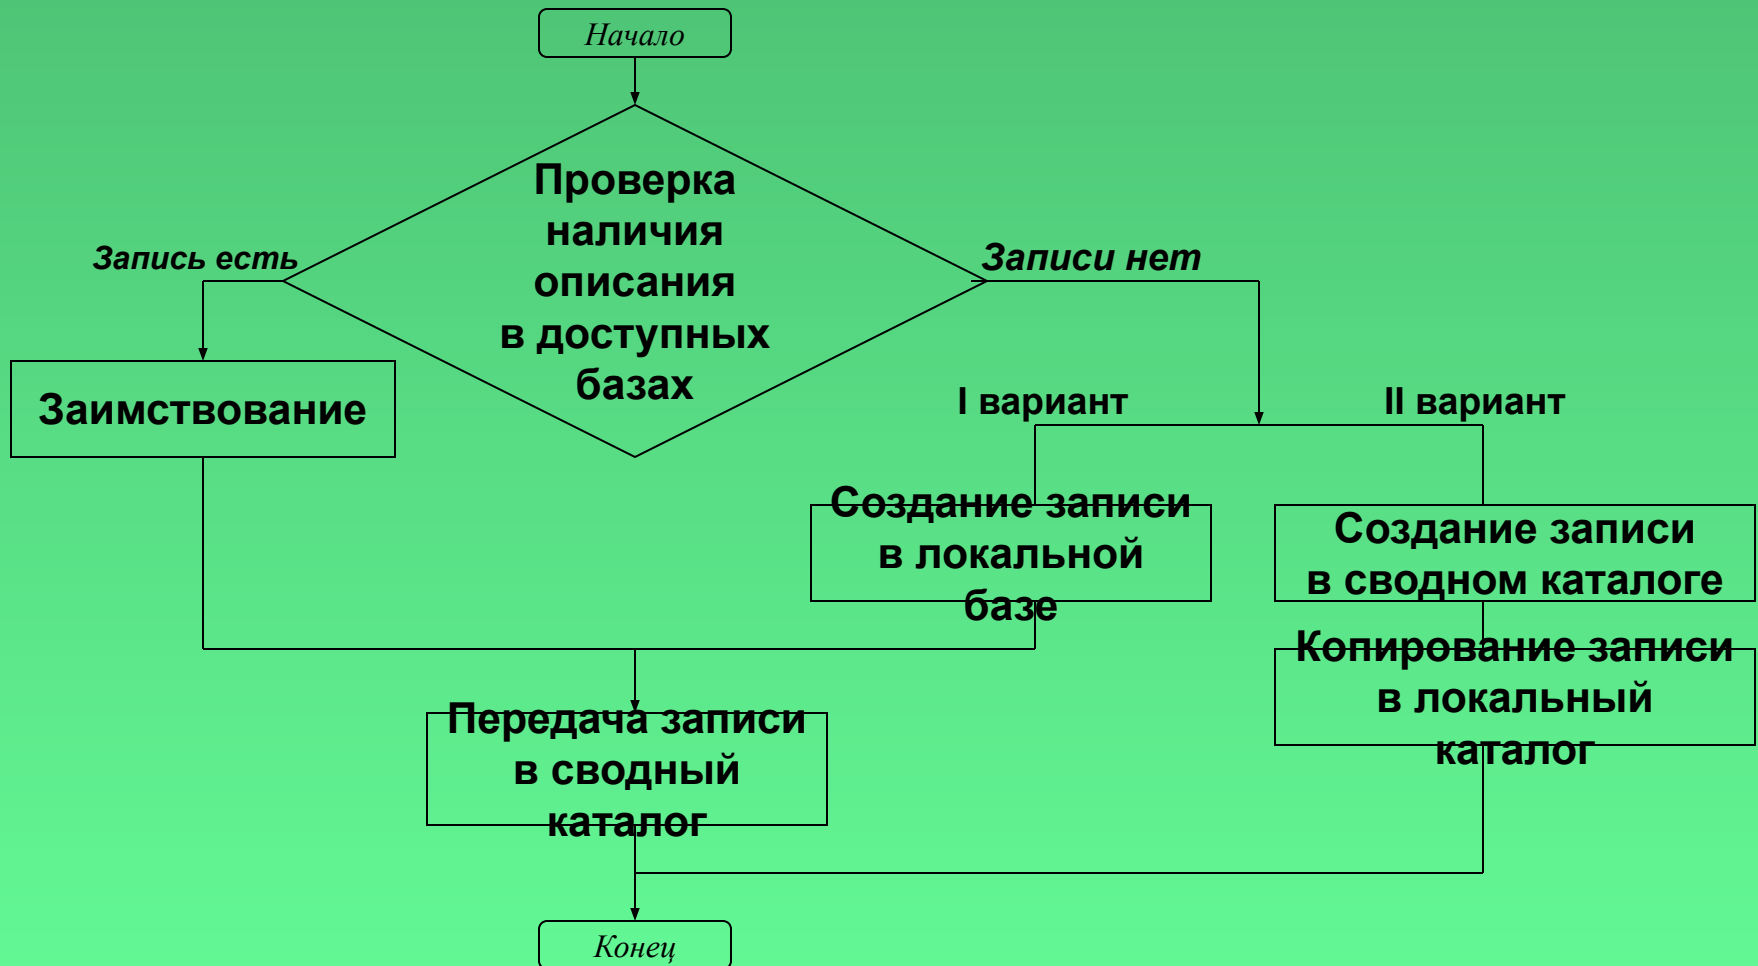 Начало
Проверка
наличия
описания
в доступных
базах
Запись есть
Записи нет
Заимствование
I вариант
II вариант
Создание записи
в локальной
базе
Создание записи
в сводном каталоге
Копирование записи
в локальный
каталог
Передача записи
в сводный
каталог
Конец